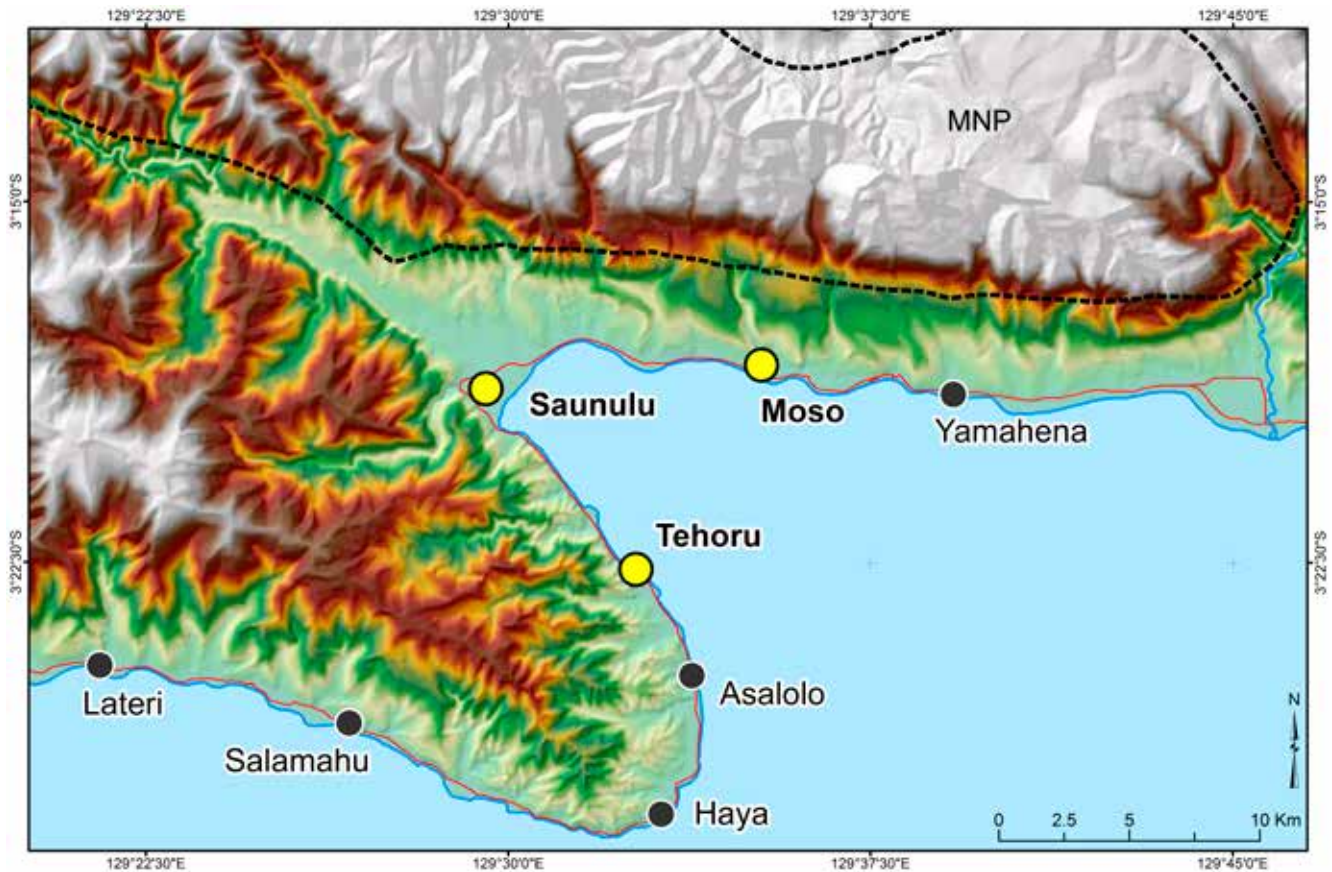 129°22'30"E
129°30'0"E
129°37'30"E
129°45'0"E
MNP
3°15'0"S
3°15'0"S
Saunulu
Moso
Yamahena
Tehoru
3°22'30"S
3°22'30"S
Lateri
Asalolo
Salamahu
Haya
N
0 2.5 5 10 Km
129°22'30"E
129°30'0"E
129°37'30"E
129°45'0"E